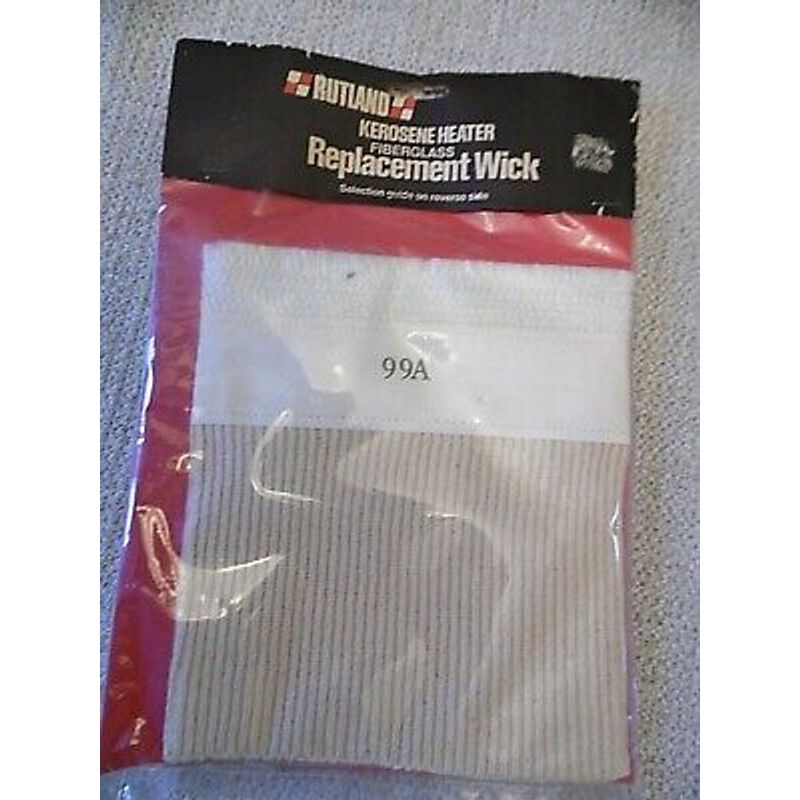 RUTLAND
KEROSENE HEATER
FIBERGLASS
Replacement Wick
Selection guide on reverse side
99A